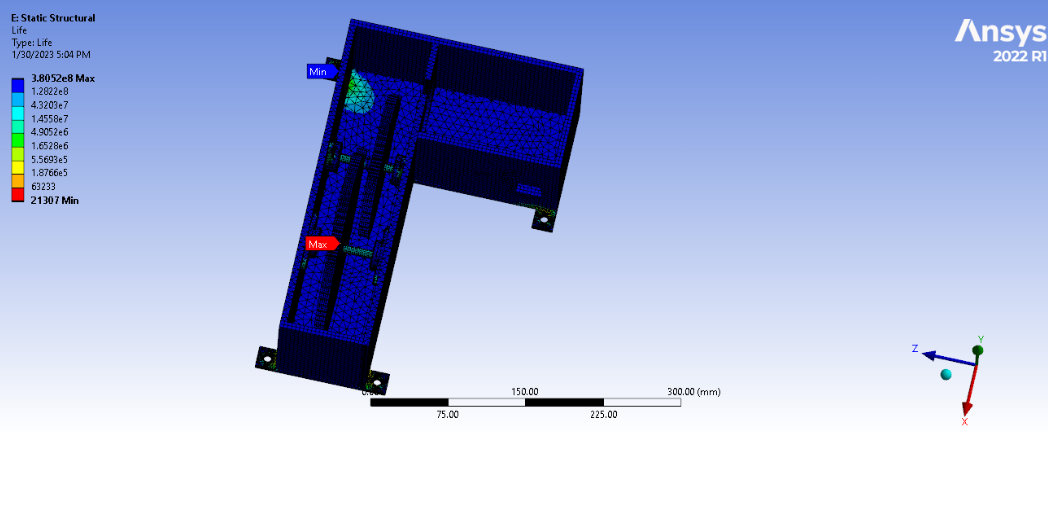 E: Static Structural
Life
Type: Life
1/30/2023 5:04 PM
3.8052e8 Max
1.2822e8
4.3203e7
1.4558e7
4.9052e6
1.6528e6
5.5693e5
1.8766e5
63233
21307 Min
Ansys
2022 R1
Min
Max
150.00
300.00 (mm)
75.00
225.00
Z
Y
X